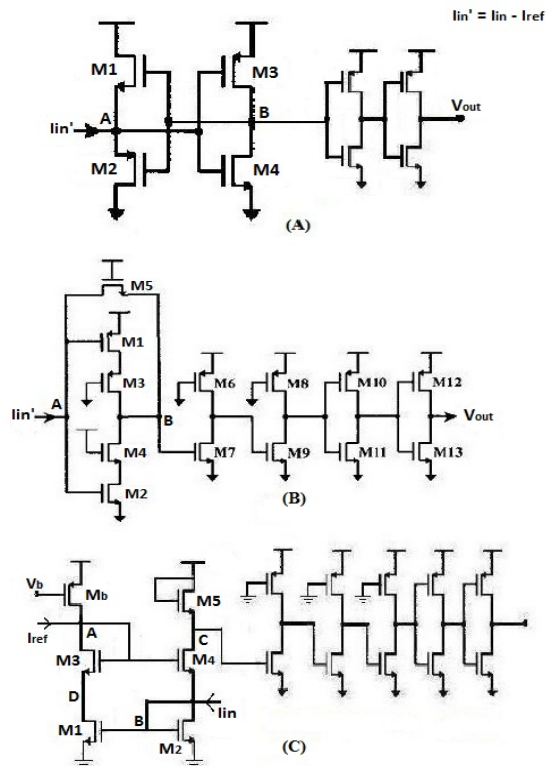 Iin' = Iin - Iref
M1
M3
A
B
Iin'
Vout
M2
M4
(A)
M5
M1
M3
M6
M8
M10
M12
A
B
Iin'
Vout
M4
M7
M9
M11
M13
M2
(B)
Vb
Mb
M5
Iref
A
C
M3
M4
D
Iin
B
M1
M2
(C)